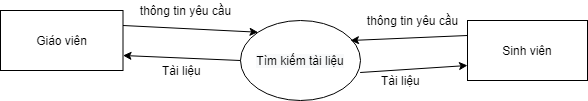 thông tin yêu cầu
thông tin yêu cầu
Giáo viên
Tìm kiếm tài liệu
Sinh viên
Tài liệu
Tài liệu